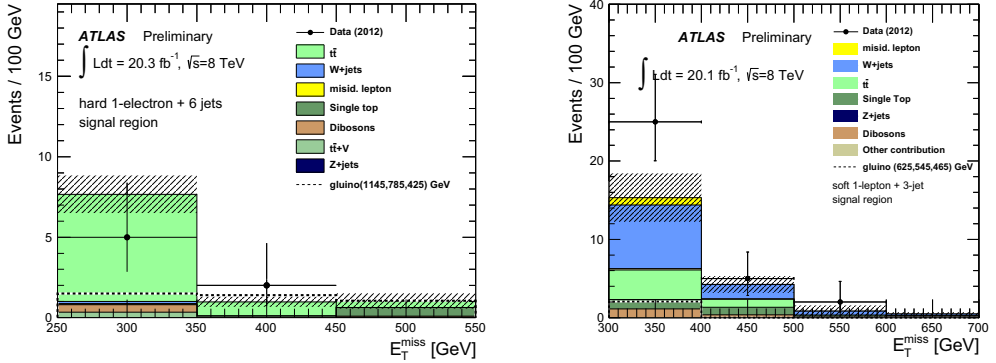 Events / 100 GeV
15
10
5
0
ATLAS Preliminary
∫ Ldt = 20.3 fb⁻¹, √s=8 TeV
hard 1-electron + 6 jets
signal region
Data (2012)
tt̄
W+jets
misid. lepton
Single top
Dibosons
tt̄+V
Z+jets
gluino(1145,785,425) GeV
250 300 350 400 450 500 550
E_T^miss [GeV]
Events / 100 GeV
40
30
20
10
0
ATLAS Preliminary
∫ Ldt = 20.1 fb⁻¹, √s=8 TeV
Data (2012)
misid. lepton
W+jets
tt̄
Single Top
Z+jets
Dibosons
Other contribution
gluino (625,545,465) GeV
soft 1-lepton + 3-jet
signal region
300 350 400 450 500 550 600 650 700
E_T^miss [GeV]